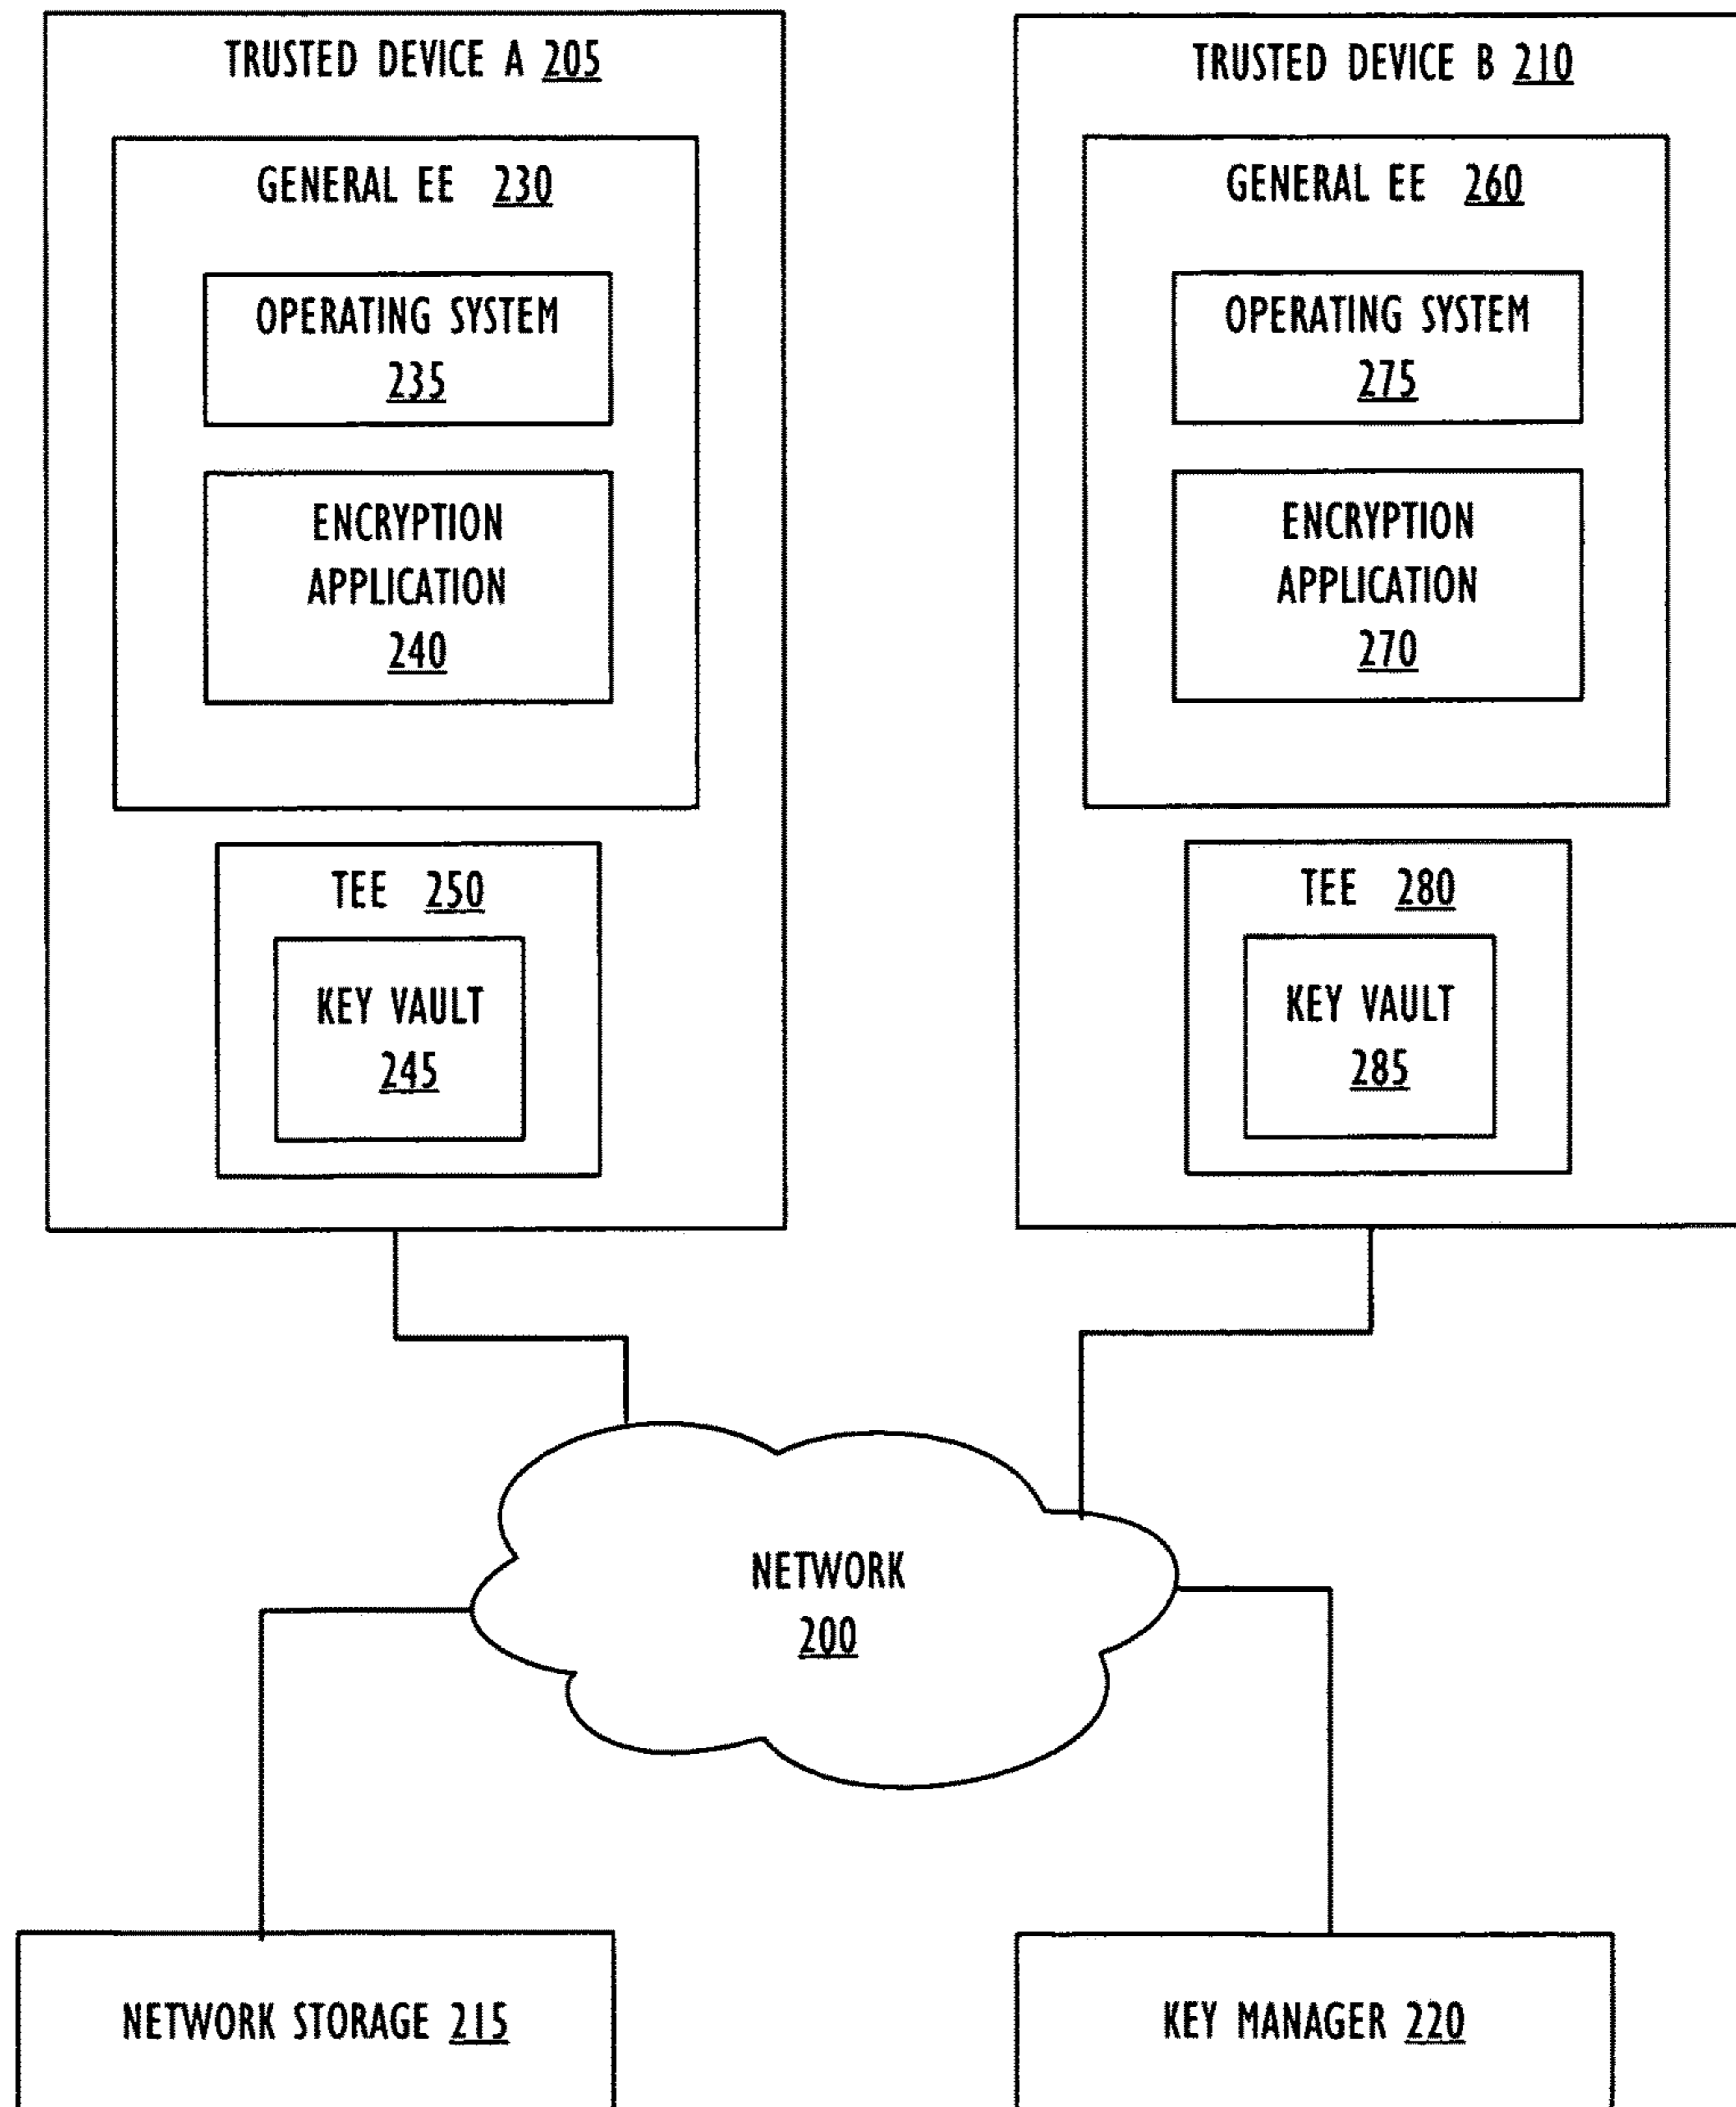 TRUSTED DEVICE A 205
GENERAL EE 230
OPERATING SYSTEM
235
ENCRYPTION
APPLICATION
240
TEE 250
KEY VAULT
245
TRUSTED DEVICE B 210
GENERAL EE 260
OPERATING SYSTEM
275
ENCRYPTION
APPLICATION
270
TEE 280
KEY VAULT
285
NETWORK
200
NETWORK STORAGE 215
KEY MANAGER 220